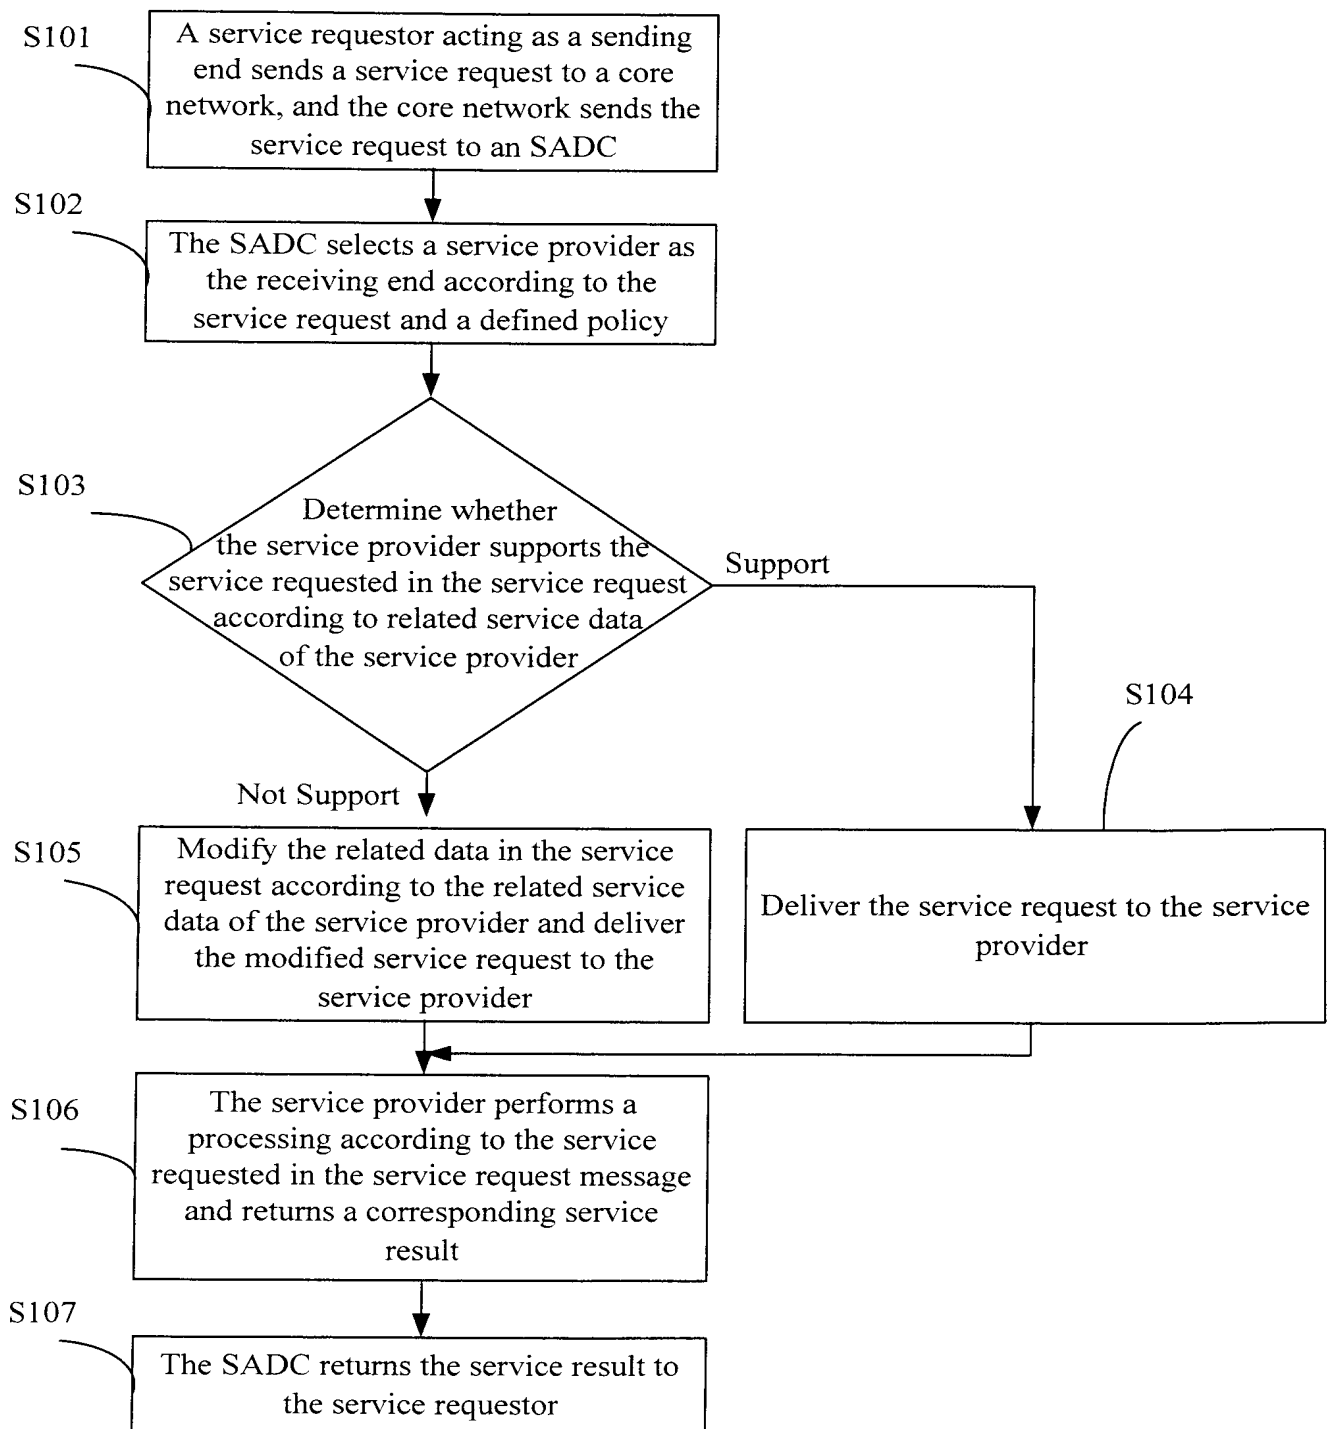 S101
A service requestor acting as a sending
end sends a service request to a core
network, and the core network sends the
service request to an SADC
S102
The SADC selects a service provider as
the receiving end according to the
service request and a defined policy
S103
Determine whether
the service provider supports the
service requested in the service request
according to related service data
of the service provider
Support
S104
Not Support
S105
Modify the related data in the service
request according to the related service
data of the service provider and deliver
the modified service request to the
service provider
Deliver the service request to the service
provider
S106
The service provider performs a
processing according to the service
requested in the service request message
and returns a corresponding service
result
S107
The SADC returns the service result to
the service requestor